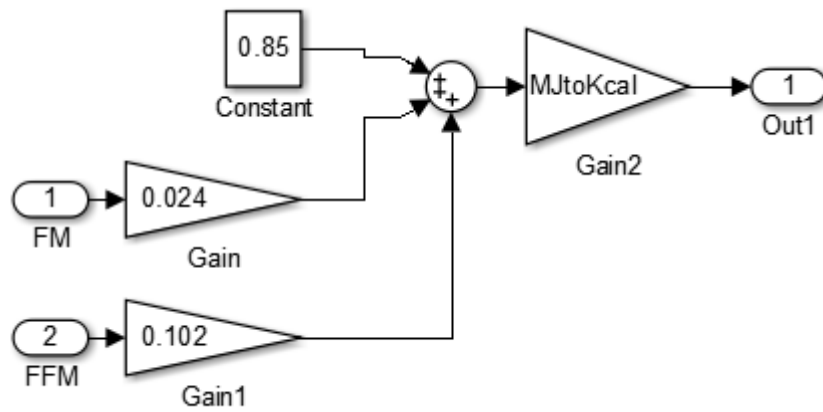 0.85
Constant
MJtoKcal
Gain2
1
Out1
1
FM
0.024
Gain
2
FFM
0.102
Gain1
+
+
+